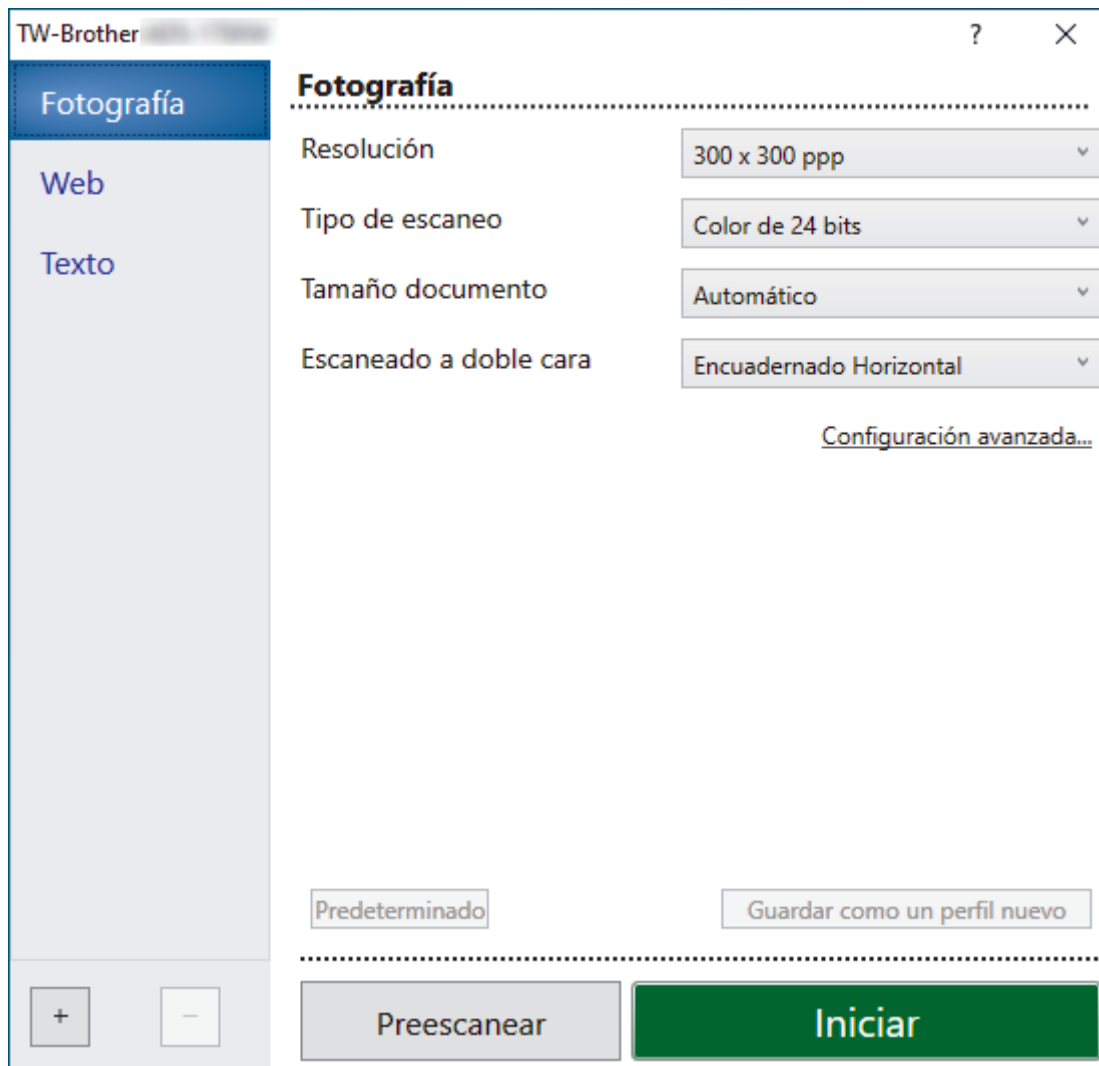 TW-Brother
?
Fotografía
Web
Texto
Fotografía
Resolución
300 x 300 ppp
Tipo de escaneo
Color de 24 bits
Tamaño documento
Automático
Escaneado a doble cara
Encuadernado Horizontal
Configuración avanzada...
Predeterminado
Guardar como un perfil nuevo
+
−
Preescanear
Iniciar